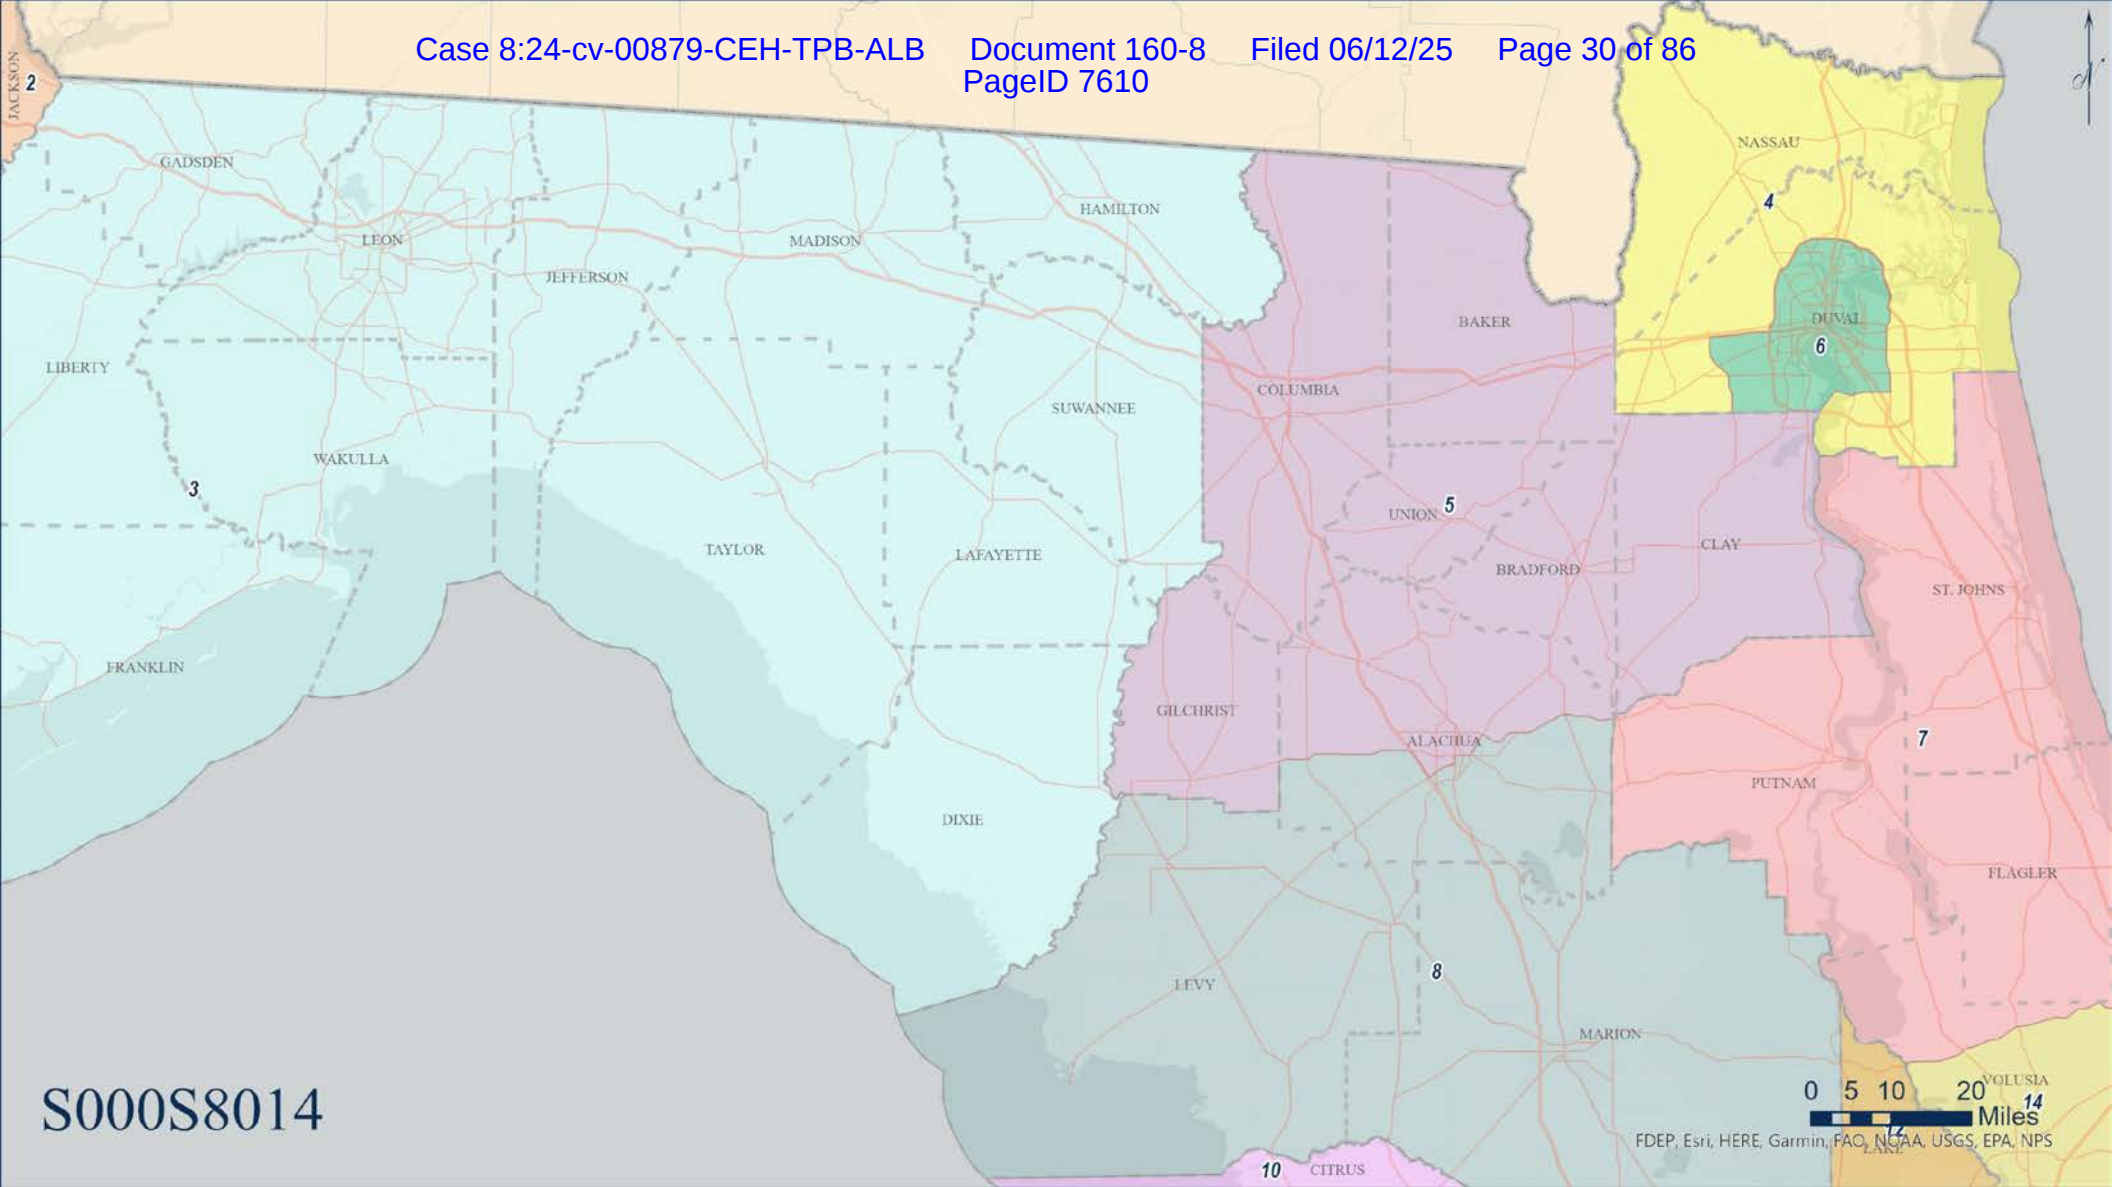 Case 8:24-cv-00879-CEH-TPB-ALB Document 160-8 Filed 06/12/25 Page 30 of 86
PageID 7610
JACKSON
2
NASSAU
GADSDEN
4
HAMILTON
LEON
MADISON
JEFFERSON
BAKER
DUVAL
6
LIBERTY
COLUMBIA
SUWANNEE
WAKULLA
3
UNION
5
TAYLOR
LAFAYETTE
CLAY
BRADFORD
ST. JOHNS
FRANKLIN
GILCHRIST
ALACHUA
7
PUTNAM
DIXIE
FLAGLER
LEVY
8
MARION
S000S8014
VOLUSIA
14
0 5 10 20
Miles
12
FDEP, Esri, HERE, Garmin, FAO, NOAA, USGS, EPA, NPS
LAKE
10
CITRUS